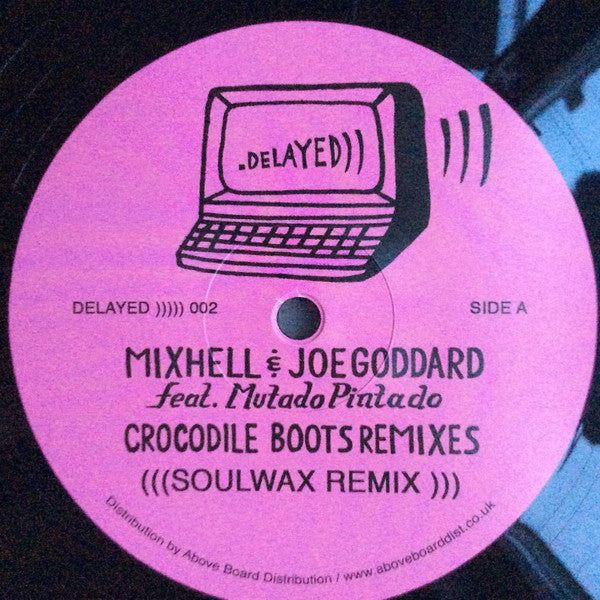 .DELAYED))
DELAYED ))))) 002
SIDE A
MIXHELL & JOE GODDARD
feat. Mutado Pintado
CROCODILE BOOTS REMIXES
(((SOULWAX REMIX )))
Distribution by Above Board Distribution / www.aboveboarddist.co.uk